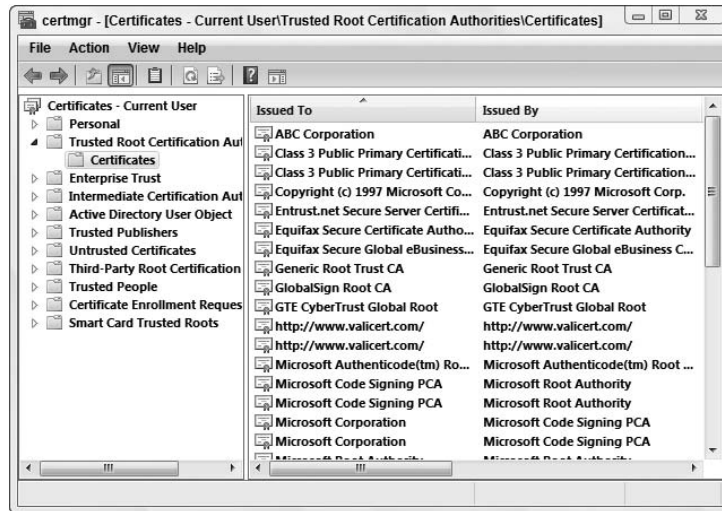 certmgr - [Certificates - Current User\Trusted Root Certification Authorities\Certificates]
File Action View Help
Certificates - Current User
Personal
Trusted Root Certification Aut
Certificates
Enterprise Trust
Intermediate Certification Aut
Active Directory User Object
Trusted Publishers
Untrusted Certificates
Third-Party Root Certification
Trusted People
Certificate Enrollment Reques
Smart Card Trusted Roots
Issued To Issued By
ABC Corporation ABC Corporation
Class 3 Public Primary Certificati... Class 3 Public Primary Certification...
Class 3 Public Primary Certificati... Class 3 Public Primary Certification...
Copyright (c) 1997 Microsoft Co... Copyright (c) 1997 Microsoft Corp.
Entrust.net Secure Server Certifi... Entrust.net Secure Server Certificat...
Equifax Secure Certificate Autho... Equifax Secure Certificate Authority
Equifax Secure Global eBusiness... Equifax Secure Global eBusiness C...
Generic Root Trust CA Generic Root Trust CA
GlobalSign Root CA GlobalSign Root CA
GTE CyberTrust Global Root GTE CyberTrust Global Root
http://www.valicert.com/ http://www.valicert.com/
http://www.valicert.com/ http://www.valicert.com/
Microsoft Authenticode(tm) Ro... Microsoft Authenticode(tm) Root ...
Microsoft Code Signing PCA Microsoft Root Authority
Microsoft Code Signing PCA Microsoft Root Authority
Microsoft Corporation Microsoft Code Signing PCA
Microsoft Corporation Microsoft Code Signing PCA
Microsoft Root Authority Microsoft Root Authority